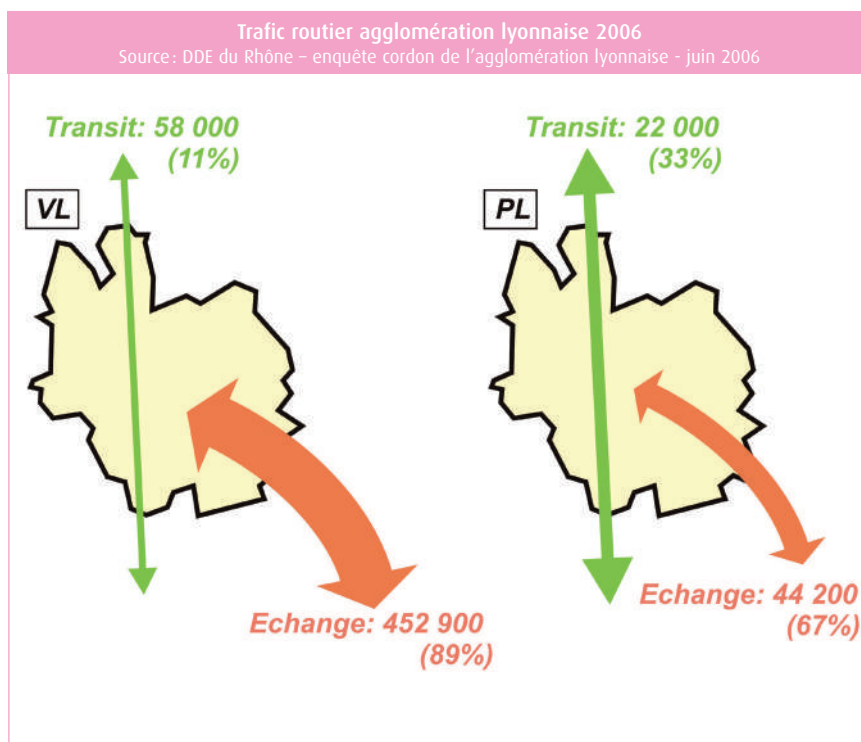 Trafic routier agglomération lyonnaise 2006
Source : DDE du Rhône – enquête cordon de l'agglomération lyonnaise - juin 2006
Transit: 58 000
(11%)
VL
Echange: 452 900
(89%)
Transit: 22 000
(33%)
PL
Echange: 44 200
(67%)